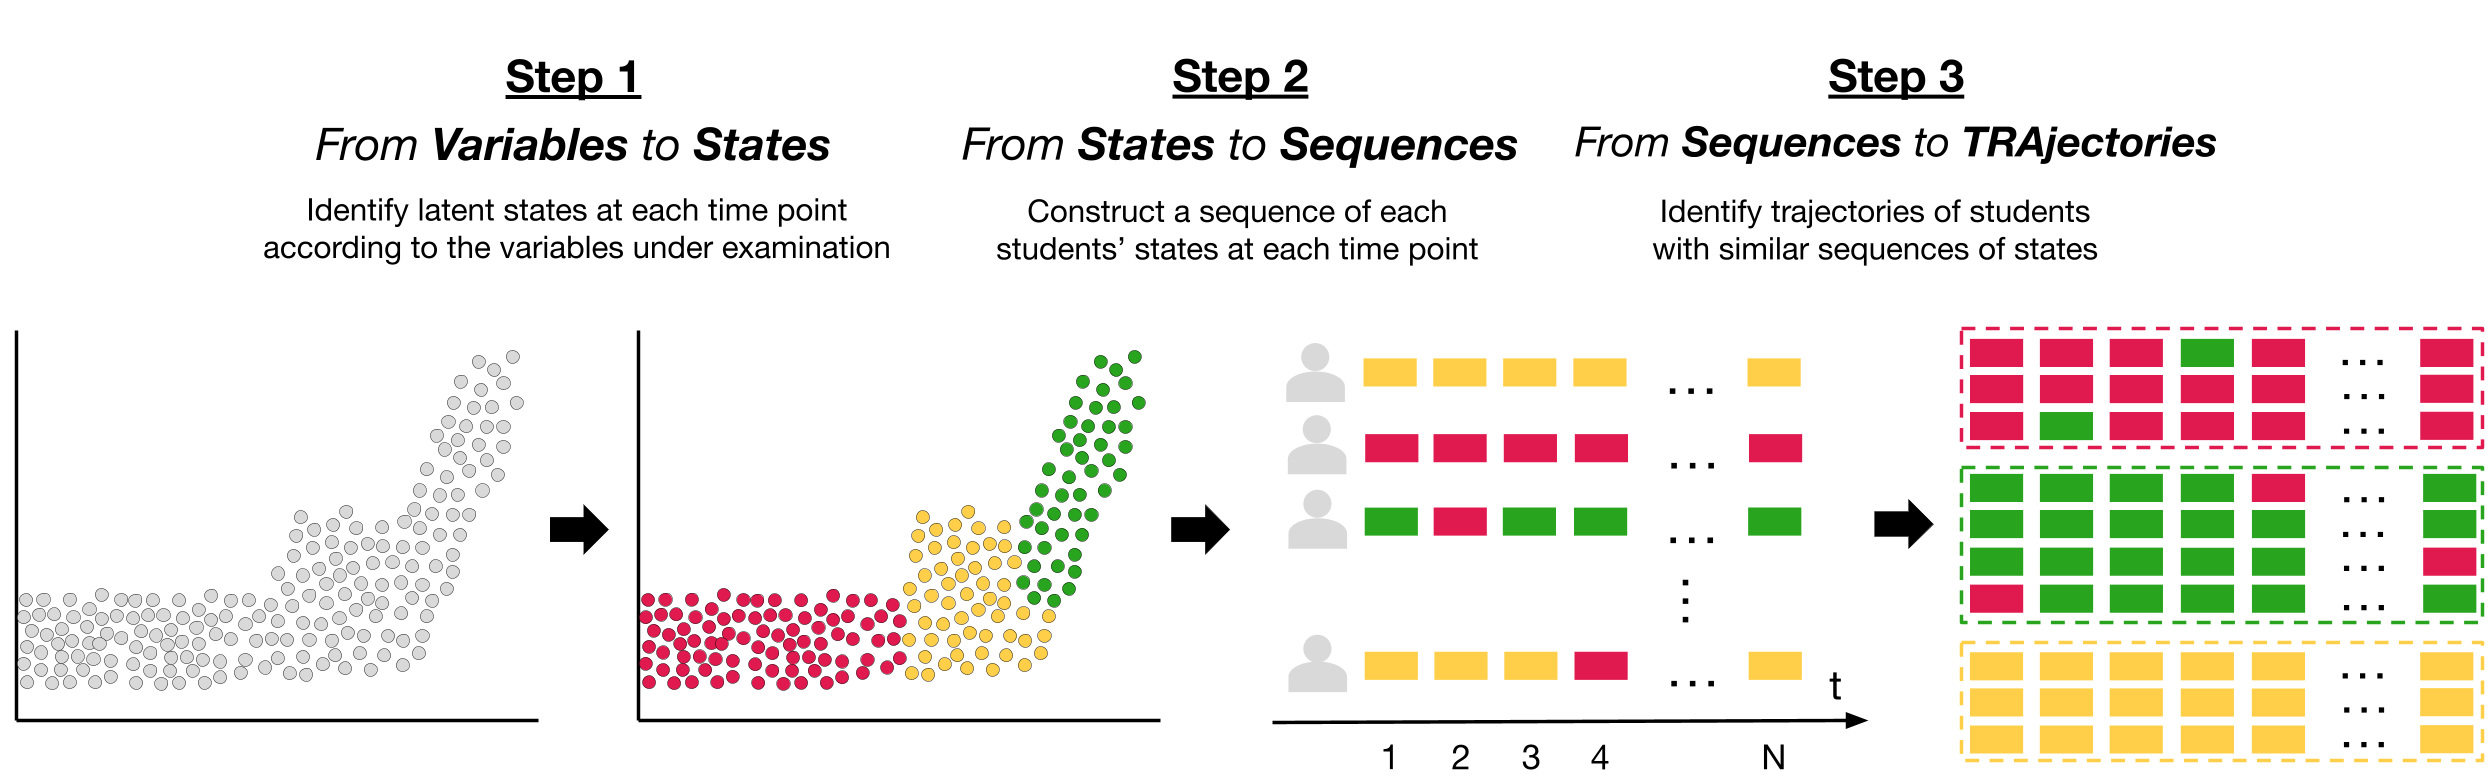 Step 1
From Variables to States
Identify latent states at each time point
according to the variables under examination
Step 2
From States to Sequences
Construct a sequence of each
students' states at each time point
Step 3
From Sequences to TRAjectories
Identify trajectories of students
with similar sequences of states
...
...
...
...
t
1 2 3 4 N
...
...
...
...
...
...
...
...
...
...